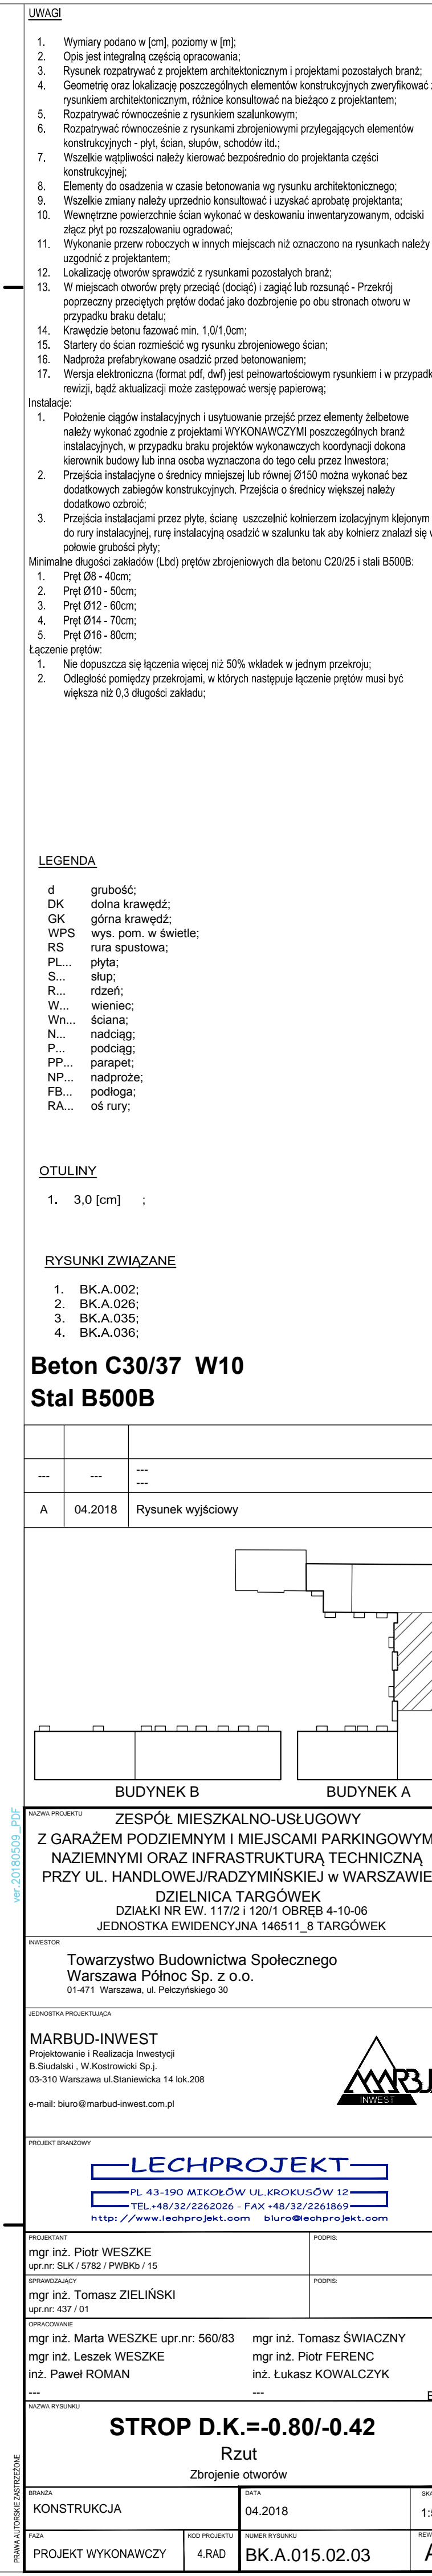 UWAGI
1. Wymiary podano w [cm], poziomy w [m];
2. Opis jest integralną częścią opracowania;
3. Rysunek rozpatrywać z projektem architektonicznym i projektami pozostałych branż;
4. Geometrię oraz lokalizację poszczególnych elementów konstrukcyjnych zweryfikować z
rysunkiem architektonicznym, różnice konsultować na bieżąco z projektantem;
5. Rozpatrywać równocześnie z rysunkiem szalunkowym;
6. Rozpatrywać równocześnie z rysunkami zbrojeniowymi przylegających elementów
konstrukcyjnych - płyt, ścian, słupów, schodów itd.;
7. Wszelkie wątpliwości należy kierować bezpośrednio do projektanta części
konstrukcyjnej;
8. Elementy do osadzenia w czasie betonowania wg rysunku architektonicznego;
9. Wszelkie zmiany należy uprzednio konsultować i uzyskać aprobatę projektanta;
10. Wewnętrzne powierzchnie ścian wykonać w deskowaniu inwentaryzowanym, odciski
złącz płyt po rozszalowaniu ogradować;
11. Wykonanie przerw roboczych w innych miejscach niż oznaczono na rysunkach należy
uzgodnić z projektantem;
12. Lokalizację otworów sprawdzić z rysunkami pozostałych branż;
13. W miejscach otworów pręty przeciąć (dociąć) i zagiąć lub rozsunąć - Przekrój
poprzeczny przeciętych prętów dodać jako dozbrojenie po obu stronach otworu w
przypadku braku detalu;
14. Krawędzie betonu fazować min. 1,0/1,0cm;
15. Startery do ścian rozmieścić wg rysunku zbrojeniowego ścian;
16. Nadproża prefabrykowane osadzić przed betonowaniem;
17. Wersja elektroniczna (format pdf, dwf) jest pełnowartościowym rysunkiem i w przypadk
rewizji, bądź aktualizacji może zastępować wersję papierową;
Instalacje:
1. Położenie ciągów instalacyjnych i usytuowanie przejść przez elementy żelbetowe
należy wykonać zgodnie z projektami WYKONAWCZYMI poszczególnych branż
instalacyjnych, w przypadku braku projektów wykonawczych koordynacji dokona
kierownik budowy lub inna osoba wyznaczona do tego celu przez Inwestora;
2. Przejścia instalacyjne o średnicy mniejszej lub równej Ø150 można wykonać bez
dodatkowych zabiegów konstrukcyjnych. Przejścia o średnicy większej należy
dodatkowo ozbroić;
3. Przejścia instalacjami przez płyte, ścianę uszczelnić kołnierzem izolacyjnym klejonym
do rury instalacyjnej, rurę instalacyjną osadzić w szalunku tak aby kołnierz znalazł się w
połowie grubości płyty;
Minimalne długości zakładów (Lbd) prętów zbrojeniowych dla betonu C20/25 i stali B500B:
1. Pręt Ø8 - 40cm;
2. Pręt Ø10 - 50cm;
3. Pręt Ø12 - 60cm;
4. Pręt Ø14 - 70cm;
5. Pręt Ø16 - 80cm;
Łączenie prętów:
1. Nie dopuszcza się łączenia więcej niż 50% wkładek w jednym przekroju;
2. Odległość pomiędzy przekrojami, w których następuje łączenie prętów musi być
większa niż 0,3 długości zakładu;
LEGENDA
d grubość;
DK dolna krawędź;
GK górna krawędź;
WPS wys. pom. w świetle;
RS rura spustowa;
PL... płyta;
S... słup;
R... rdzeń;
W... wieniec;
Wn... ściana;
N... nadciąg;
P... podciąg;
PP... parapet;
NP... nadproże;
FB... podłoga;
RA... oś rury;
OTULINY
1. 3,0 [cm] ;
RYSUNKI ZWIĄZANE
1. BK.A.002;
2. BK.A.026;
3. BK.A.035;
4. BK.A.036;
Beton C30/37 W10
Stal B500B
--- --- ---
---
A 04.2018 Rysunek wyjściowy
BUDYNEK B BUDYNEK A
ver.20180509_PDF
NAZWA PROJEKTU
ZESPÓŁ MIESZKALNO-USŁUGOWY
Z GARAŻEM PODZIEMNYM I MIEJSCAMI PARKINGOWYM
NAZIEMNYMI ORAZ INFRASTRUKTURĄ TECHNICZNĄ
PRZY UL. HANDLOWEJ/RADZYMIŃSKIEJ w WARSZAWIE
DZIELNICA TARGÓWEK
DZIAŁKI NR EW. 117/2 i 120/1 OBRĘB 4-10-06
JEDNOSTKA EWIDENCYJNA 146511_8 TARGÓWEK
INWESTOR
Towarzystwo Budownictwa Społecznego
Warszawa Północ Sp. z o.o.
01-471 Warszawa, ul. Pełczyńskiego 30
JEDNOSTKA PROJEKTUJĄCA
MARBUD-INWEST
Projektowanie i Realizacja Inwestycji
B.Siudalski , W.Kostrowicki Sp.j.
03-310 Warszawa ul.Staniewicka 14 lok.208
e-mail: biuro@marbud-inwest.com.pl
MARBU
INWEST
PROJEKT BRANŻOWY
LECHPROJEKT
PL 43-190 MIKOŁÓW UL.KROKUSÓW 12
TEL.+48/32/2262026 - FAX +48/32/2261869
http: //www.lechprojekt.com biuro@lechprojekt.com
PROJEKTANT PODPIS:
mgr inż. Piotr WESZKE
upr.nr: SLK / 5782 / PWBKb / 15
SPRAWDZAJĄCY PODPIS:
mgr inż. Tomasz ZIELIŃSKI
upr.nr: 437 / 01
OPRACOWANIE
mgr inż. Marta WESZKE upr.nr: 560/83 mgr inż. Tomasz ŚWIACZNY
mgr inż. Leszek WESZKE mgr inż. Piotr FERENC
inż. Paweł ROMAN inż. Łukasz KOWALCZYK
--- ---
NAZWA RYSUNKU
STROP D.K.=-0.80/-0.42
Rzut
Zbrojenie otworów
PRAWA AUTORSKIE ZASTRZEŻONE
BRANŻA DATA SKA
KONSTRUKCJA 04.2018 1:
FAZA KOD PROJEKTU NUMER RYSUNKU REW
PROJEKT WYKONAWCZY 4.RAD BK.A.015.02.03 A